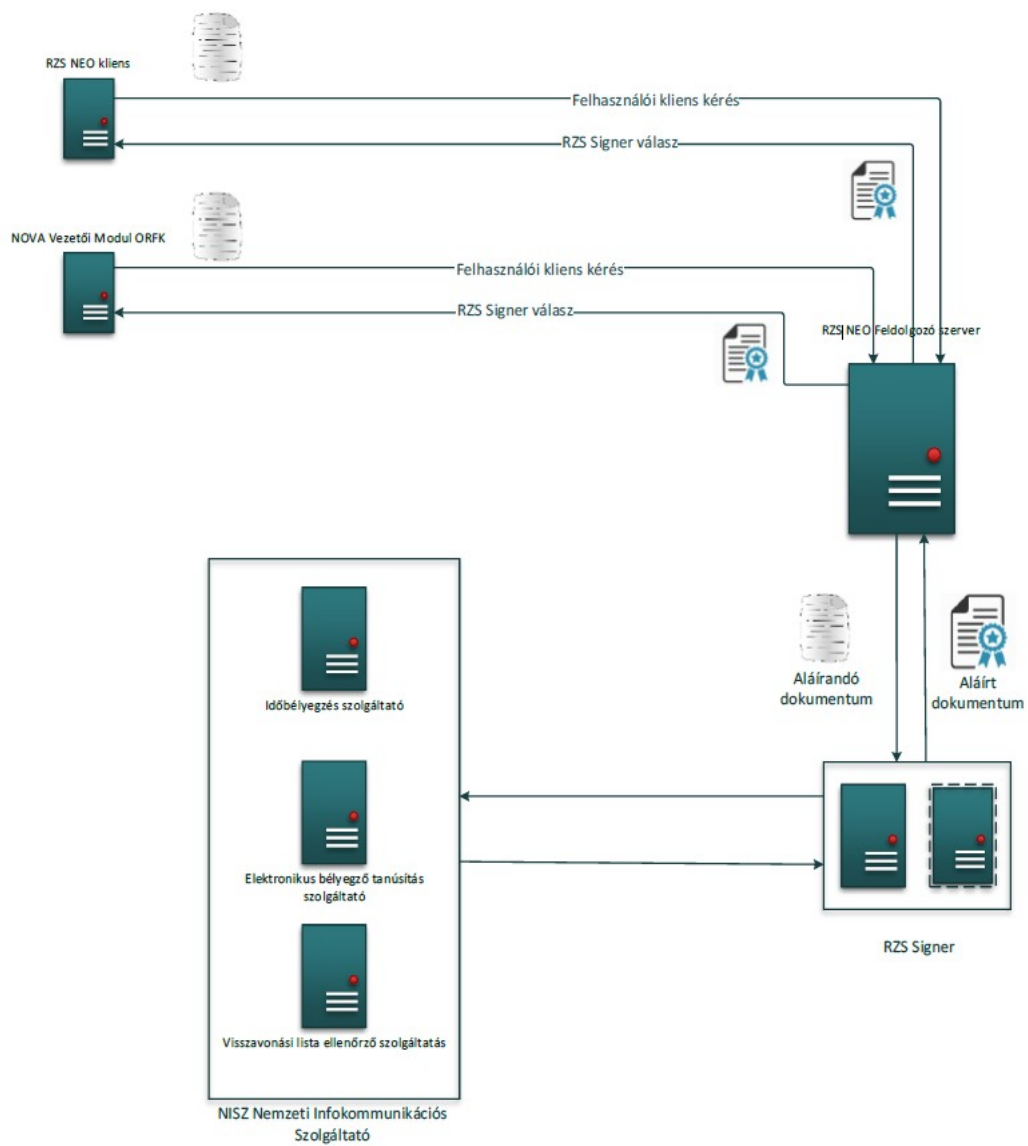 RZS NEO kliens
Felhasználói kliens kérés
RZS Signer válasz
NOVA Vezetői Modul ORFK
Felhasználói kliens kérés
RZS Signer válasz
RZS NEO Feldolgozó szerver
Időbélyegzés szolgáltató
Aláírandó
dokumentum
Aláírt
dokumentum
Elektronikus bélyegző tanúsítás
szolgáltató
RZS Signer
Visszavonási lista ellenőrző szolgáltatás
NISZ Nemzeti Infokommunikációs
Szolgáltató